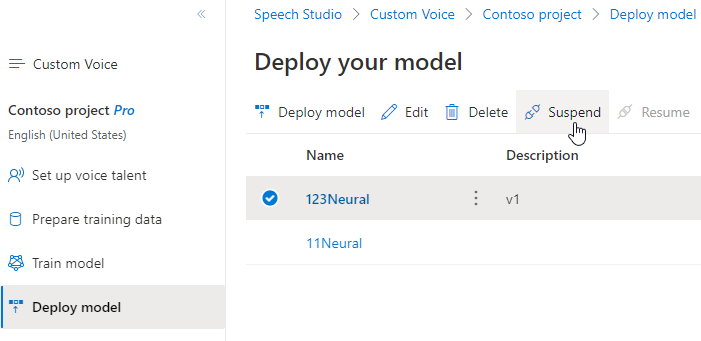 Speech Studio > Custom Voice > Contoso project > Deploy model
Custom Voice
Contoso project Pro
English (United States)
Set up voice talent
Prepare training data
Train model
Deploy model
Deploy your model
Deploy model Edit Delete Suspend Resume
Name Description
123Neural v1
11Neural